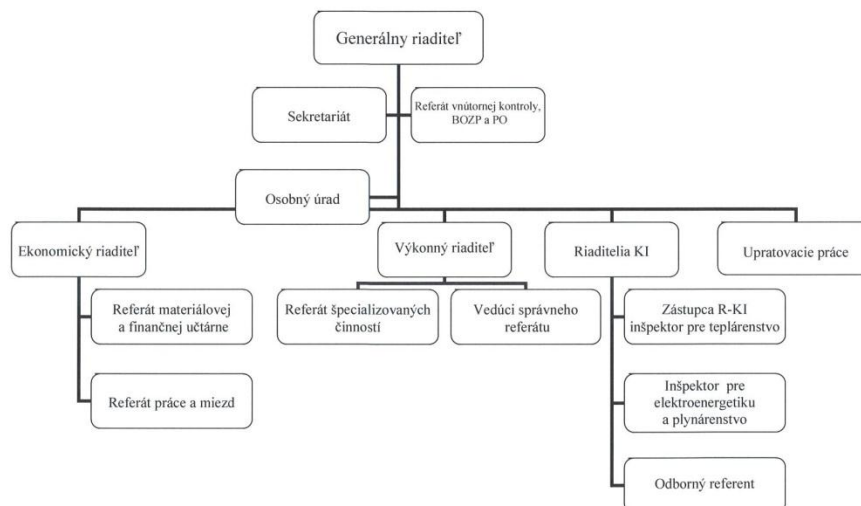 Generálny riaditeľ
Sekretariát
Referát vnútornej kontroly,
BOZP a PO
Osobný úrad
Ekonomický riaditeľ
Výkonný riaditeľ
Riaditelia KI
Upratovacie práce
Referát materiálovej
a finančnej učtárne
Referát špecializovaných
činností
Vedúci správneho
referátu
Zástupca R-KI
inšpektor pre teplárenstvo
Referát práce a miezd
Inšpektor pre
elektroenergetiku
a plynárenstvo
Odborný referent